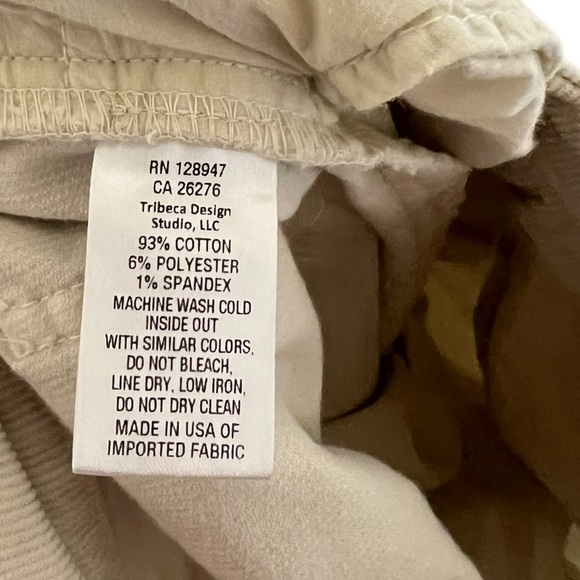 RN 128947
CA 26276
Tribeca Design
Studio, LLC
93% COTTON
6% POLYESTER
1% SPANDEX
MACHINE WASH COLD
INSIDE OUT
WITH SIMILAR COLORS,
DO NOT BLEACH,
LINE DRY, LOW IRON,
DO NOT DRY CLEAN
MADE IN USA OF
IMPORTED FABRIC